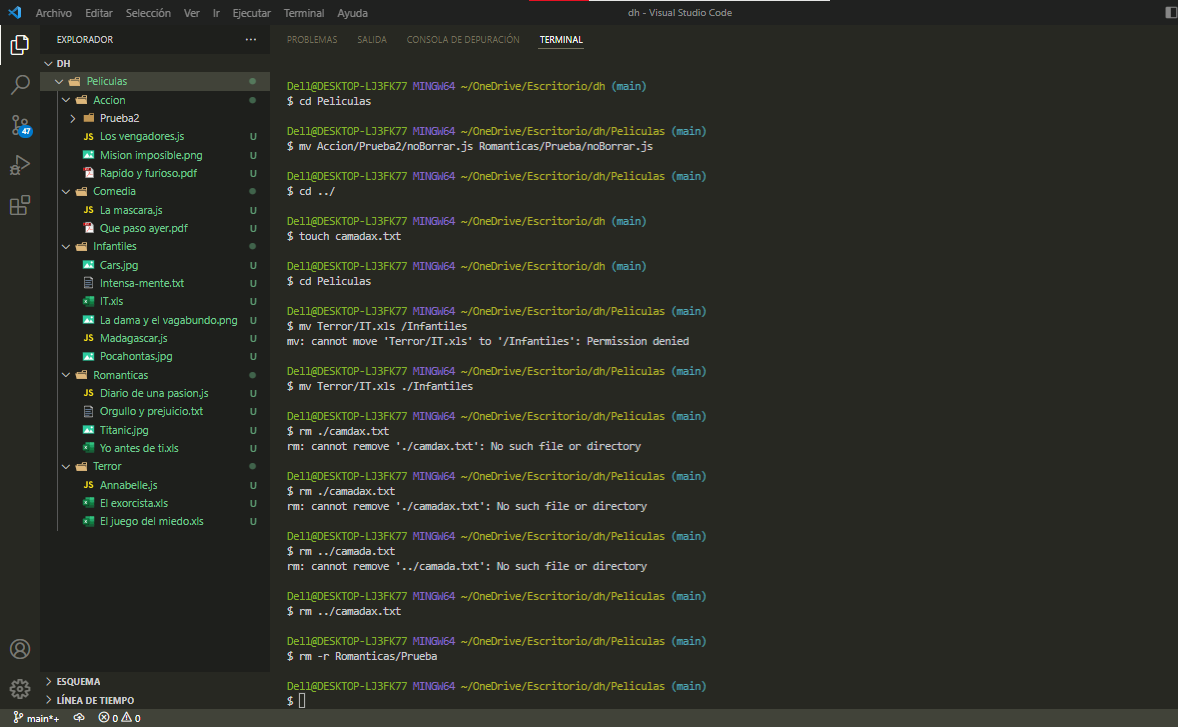 Archivo Editar Selección Ver Ir Ejecutar Terminal Ayuda
dh - Visual Studio Code
EXPLORADOR
DH
Peliculas
Accion
Prueba2
JS Los vengadores.js U
Mision imposible.png U
Rapido y furioso.pdf U
Comedia
JS La mascara.js U
Que paso ayer.pdf U
Infantiles
Cars.jpg U
Intensa-mente.txt U
IT.xls U
La dama y el vagabundo.png U
JS Madagascar.js U
Pocahontas.jpg U
Romanticas
JS Diario de una pasion.js U
Orgullo y prejuicio.txt U
Titanic.jpg U
Yo antes de ti.xls U
Terror
JS Annabelle.js U
El exorcista.xls U
El juego del miedo.xls U
ESQUEMA
LÍNEA DE TIEMPO
47
PROBLEMAS SALIDA CONSOLA DE DEPURACIÓN TERMINAL
Dell@DESKTOP-LJ3FK77 MINGW64 ~/OneDrive/Escritorio/dh (main)
$ cd Peliculas
Dell@DESKTOP-LJ3FK77 MINGW64 ~/OneDrive/Escritorio/dh/Peliculas (main)
$ mv Accion/Prueba2/noBorrar.js Romanticas/Prueba/noBorrar.js
Dell@DESKTOP-LJ3FK77 MINGW64 ~/OneDrive/Escritorio/dh/Peliculas (main)
$ cd ../
Dell@DESKTOP-LJ3FK77 MINGW64 ~/OneDrive/Escritorio/dh (main)
$ touch camadax.txt
Dell@DESKTOP-LJ3FK77 MINGW64 ~/OneDrive/Escritorio/dh (main)
$ cd Peliculas
Dell@DESKTOP-LJ3FK77 MINGW64 ~/OneDrive/Escritorio/dh/Peliculas (main)
$ mv Terror/IT.xls /Infantiles
mv: cannot move 'Terror/IT.xls' to '/Infantiles': Permission denied
Dell@DESKTOP-LJ3FK77 MINGW64 ~/OneDrive/Escritorio/dh/Peliculas (main)
$ mv Terror/IT.xls ./Infantiles
Dell@DESKTOP-LJ3FK77 MINGW64 ~/OneDrive/Escritorio/dh/Peliculas (main)
$ rm ./camdax.txt
rm: cannot remove './camdax.txt': No such file or directory
Dell@DESKTOP-LJ3FK77 MINGW64 ~/OneDrive/Escritorio/dh/Peliculas (main)
$ rm ./camadax.txt
rm: cannot remove './camadax.txt': No such file or directory
Dell@DESKTOP-LJ3FK77 MINGW64 ~/OneDrive/Escritorio/dh/Peliculas (main)
$ rm ../camada.txt
rm: cannot remove '../camada.txt': No such file or directory
Dell@DESKTOP-LJ3FK77 MINGW64 ~/OneDrive/Escritorio/dh/Peliculas (main)
$ rm ../camadax.txt
Dell@DESKTOP-LJ3FK77 MINGW64 ~/OneDrive/Escritorio/dh/Peliculas (main)
$ rm -r Romanticas/Prueba
Dell@DESKTOP-LJ3FK77 MINGW64 ~/OneDrive/Escritorio/dh/Peliculas (main)
$
main*+ 0 0